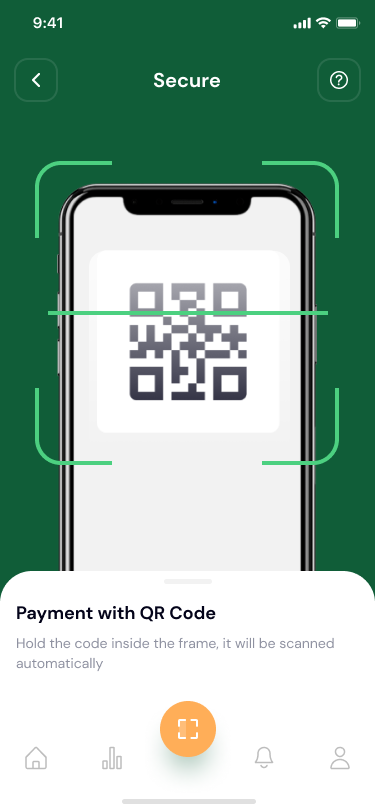 9:41
Secure
Payment with QR Code
Hold the code inside the frame, it will be scanned
automatically